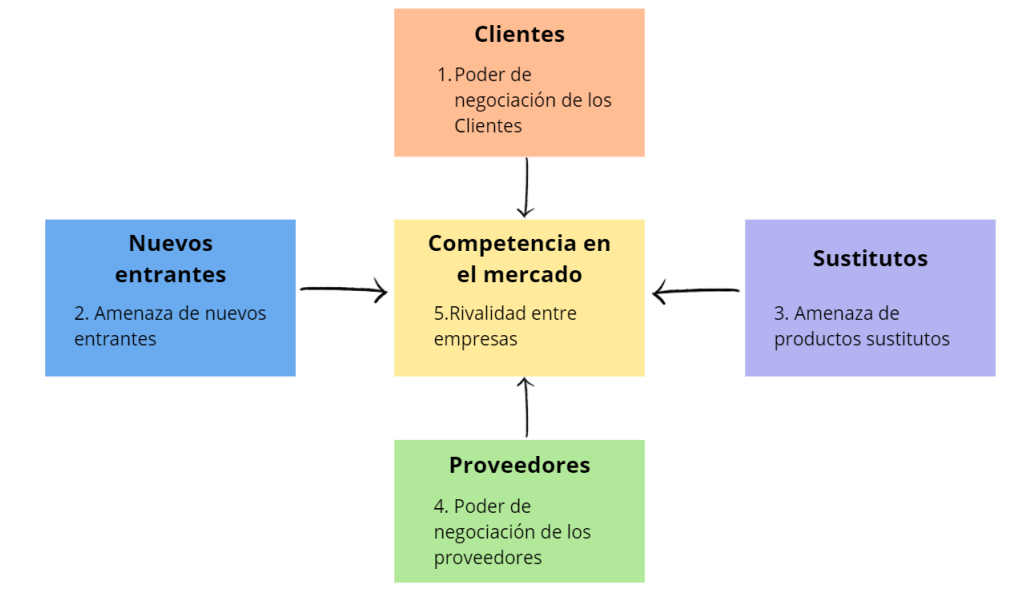 Clientes
1. Poder de
negociación de los
Clientes
Nuevos
entrantes
2. Amenaza de nuevos
entrantes
Competencia en
el mercado
5.Rivalidad entre
empresas
Sustitutos
3. Amenaza de
productos sustitutos
Proveedores
4. Poder de
negociación de los
proveedores